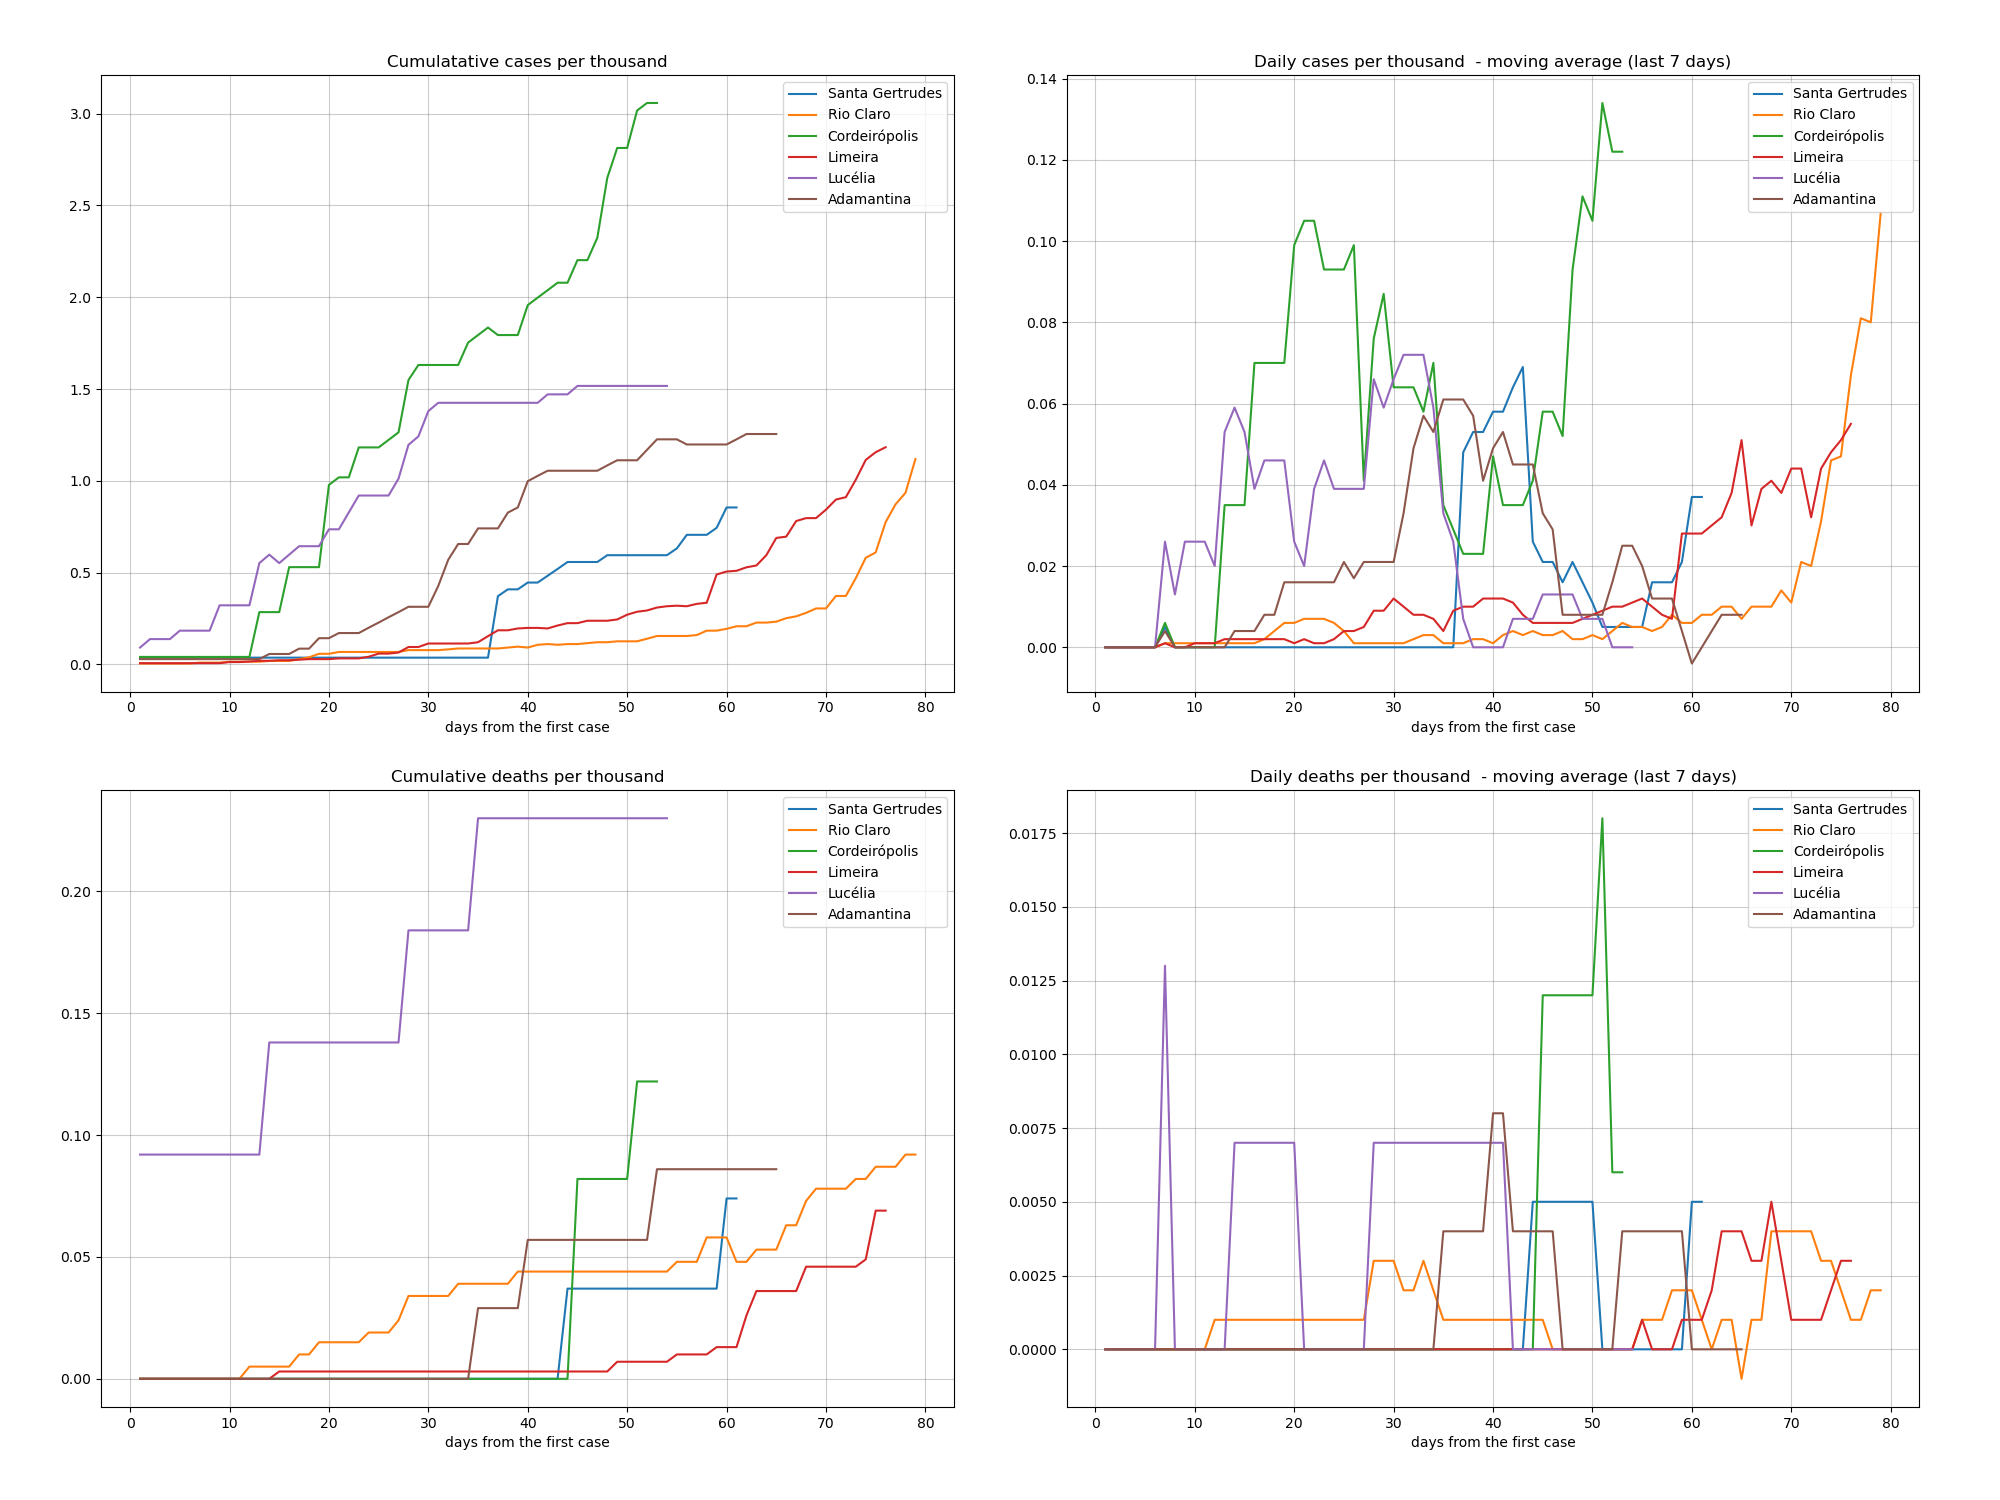 Cumulatative cases per thousand
3.0
2.5
2.0
1.5
1.0
0.5
0.0
Santa Gertrudes
Rio Claro
Cordeirópolis
Limeira
Lucélia
Adamantina
0 10 20 30 40 50 60 70 80
days from the first case
Daily cases per thousand - moving average (last 7 days)
0.14
0.12
0.10
0.08
0.06
0.04
0.02
0.00
Santa Gertrudes
Rio Claro
Cordeirópolis
Limeira
Lucélia
Adamantina
0 10 20 30 40 50 60 70 80
days from the first case
Cumulative deaths per thousand
0.20
0.15
0.10
0.05
0.00
Santa Gertrudes
Rio Claro
Cordeirópolis
Limeira
Lucélia
Adamantina
0 10 20 30 40 50 60 70 80
days from the first case
Daily deaths per thousand - moving average (last 7 days)
0.0175
0.0150
0.0125
0.0100
0.0075
0.0050
0.0025
0.0000
Santa Gertrudes
Rio Claro
Cordeirópolis
Limeira
Lucélia
Adamantina
0 10 20 30 40 50 60 70 80
days from the first case